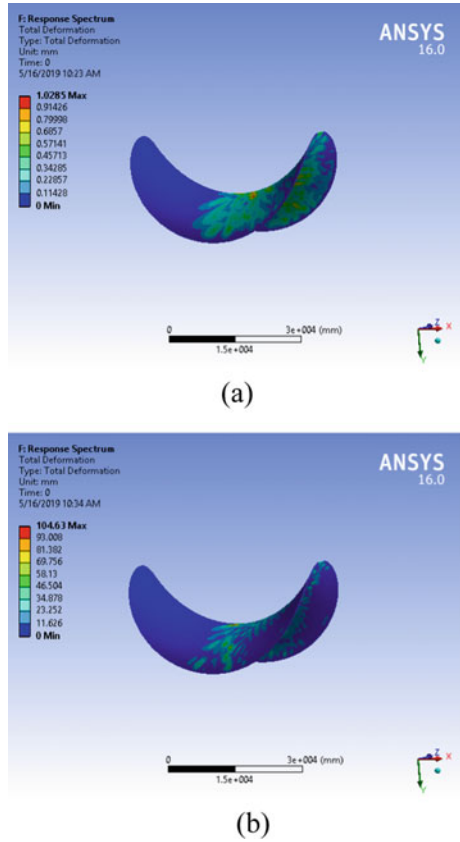 F: Response Spectrum
Total Deformation
Type: Total Deformation
Unit: mm
Time: 0
5/16/2019 10:23 AM
ANSYS
16.0
1.0285 Max
0.91426
0.79998
0.6857
0.57141
0.45713
0.34285
0.22857
0.11428
0 Min
0
3e+004 (mm)
1.5e+004
Z
X
Y
(a)
F: Response Spectrum
Total Deformation
Type: Total Deformation
Unit: mm
Time: 0
5/16/2019 10:34 AM
ANSYS
16.0
104.63 Max
93.008
81.382
69.756
58.13
46.504
34.878
23.252
11.626
0 Min
0
3e+004 (mm)
1.5e+004
Z
X
Y
(b)